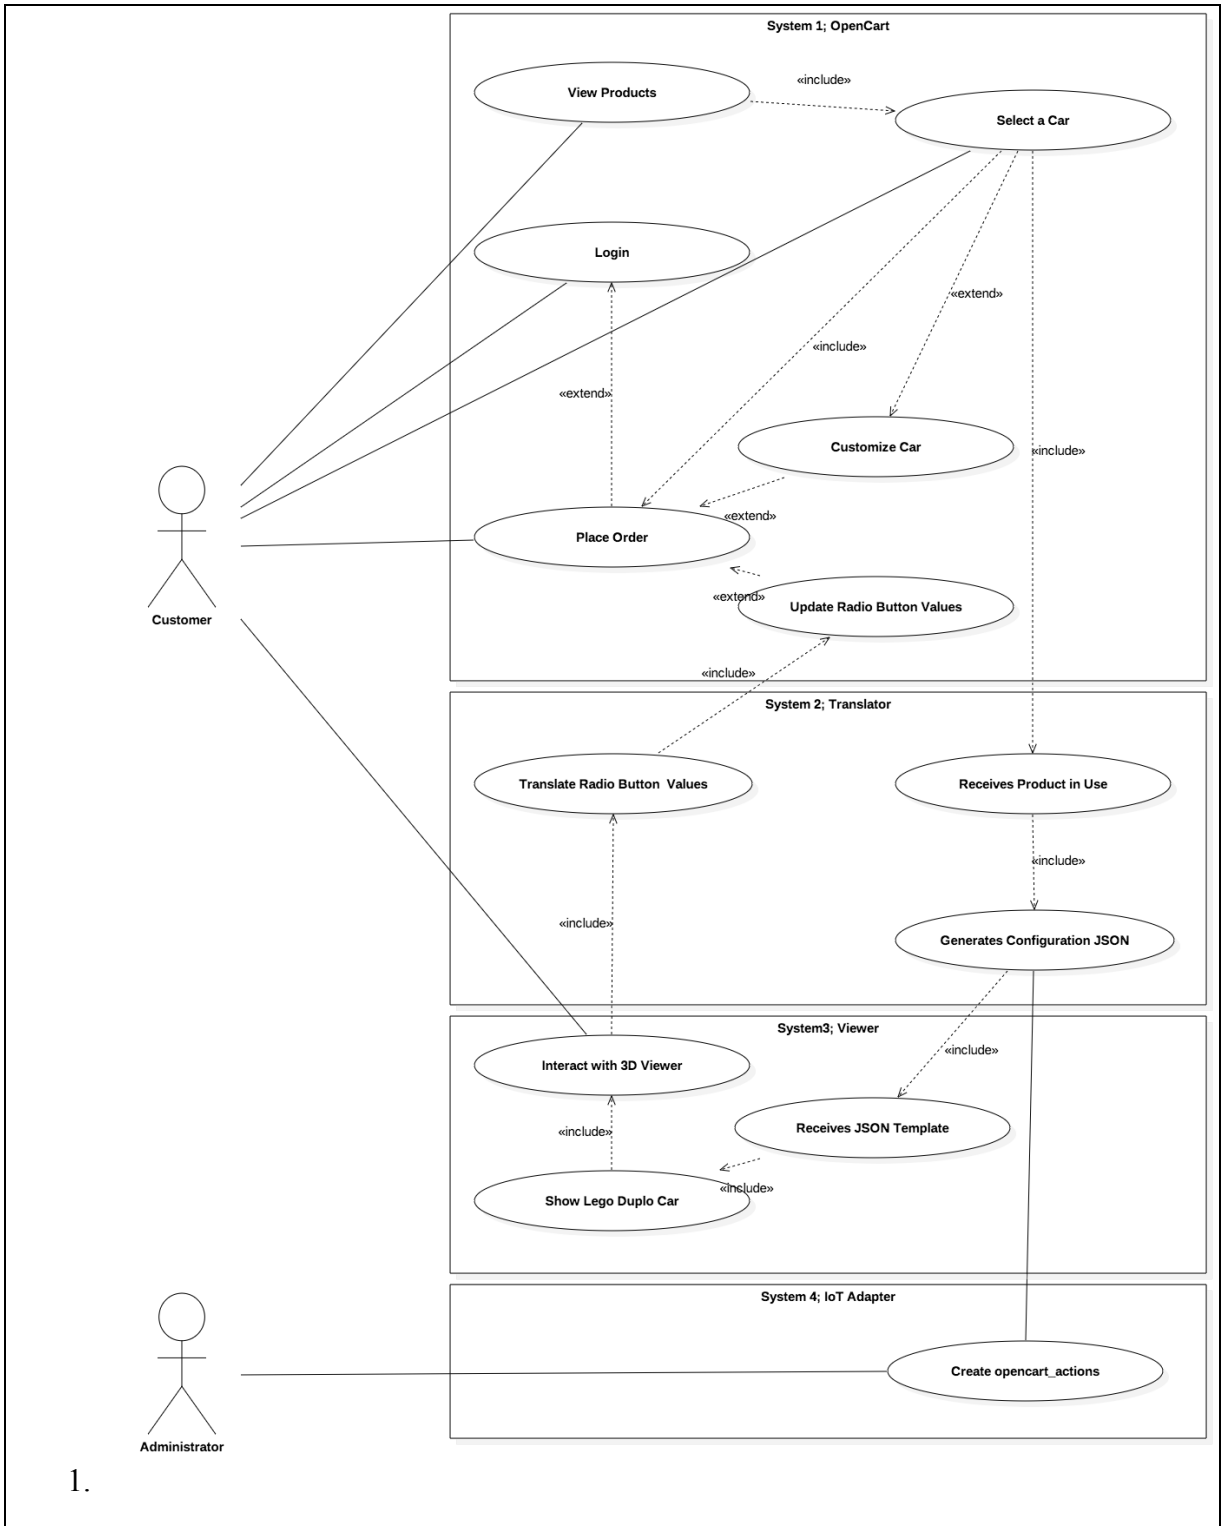 System 1; OpenCart
View Products
«include»
Select a Car
Login
«extend»
«include»
«extend»
Customize Car
«include»
«extend»
Place Order
«extend»
Update Radio Button Values
Customer
«include»
System 2; Translator
Translate Radio Button  Values
Receives Product in Use
«include»
«include»
Generates Configuration JSON
System3; Viewer
«include»
Interact with 3D Viewer
«include»
Receives JSON Template
«include»
Show Lego Duplo Car
System 4; IoT Adapter
Create opencart_actions
Administrator
1.